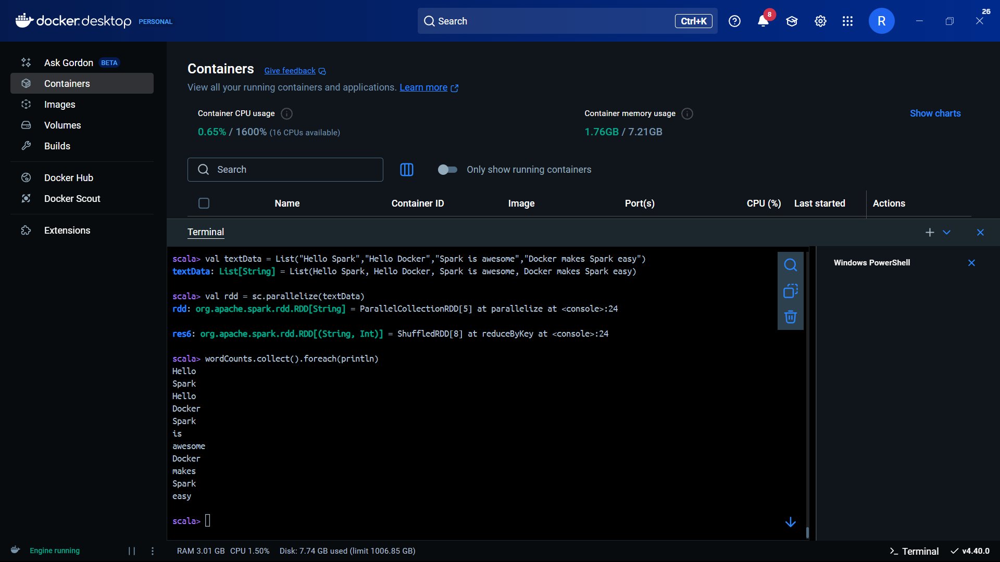 26
docker.desktop PERSONAL
Search Ctrl+K
8
R
Ask Gordon BETA
Containers
Images
Volumes
Builds
Docker Hub
Docker Scout
Extensions
Containers Give feedback
View all your running containers and applications. Learn more
Container CPU usage
0.65% / 1600% (16 CPUs available)
Container memory usage
1.76GB / 7.21GB
Show charts
Search
Only show running containers
Name Container ID Image Port(s) CPU (%) Last started Actions
Terminal
scala> val textData = List("Hello Spark","Hello Docker","Spark is awesome","Docker makes Spark easy")
textData: List[String] = List(Hello Spark, Hello Docker, Spark is awesome, Docker makes Spark easy)
scala> val rdd = sc.parallelize(textData)
rdd: org.apache.spark.rdd.RDD[String] = ParallelCollectionRDD[5] at parallelize at <console>:24
res6: org.apache.spark.rdd.RDD[(String, Int)] = ShuffledRDD[8] at reduceByKey at <console>:24
scala> wordCounts.collect().foreach(println)
Hello
Spark
Hello
Docker
Spark
is
awesome
Docker
makes
Spark
easy
scala>
Windows PowerShell
Engine running
RAM 3.01 GB CPU 1.50% Disk: 7.74 GB used (limit 1006.85 GB)
Terminal
v4.40.0